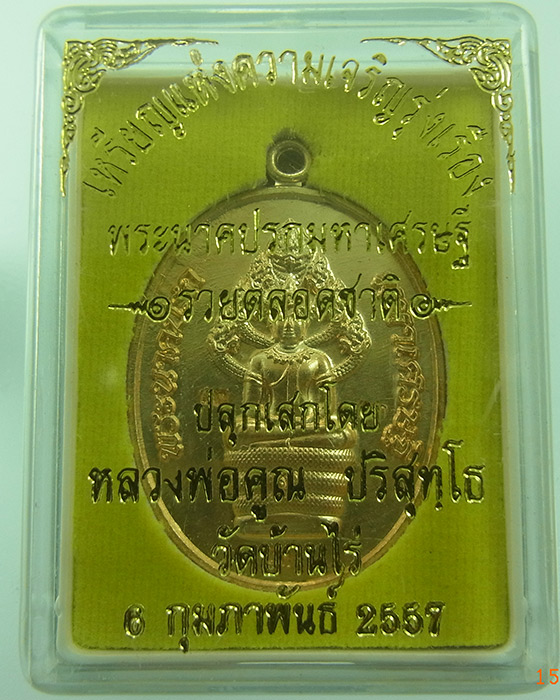 เหรียญแห่งความเจริญรุ่งเรือง
พระนาคปรกมหาเศรษฐี
๑ รวยตลอดชาติ ๑
ปลุกเสกโดย
หลวงพ่อคูณ ปริสุทฺโธ
วัดบ้านไร่
6 กุมภาพันธ์ 2557
15